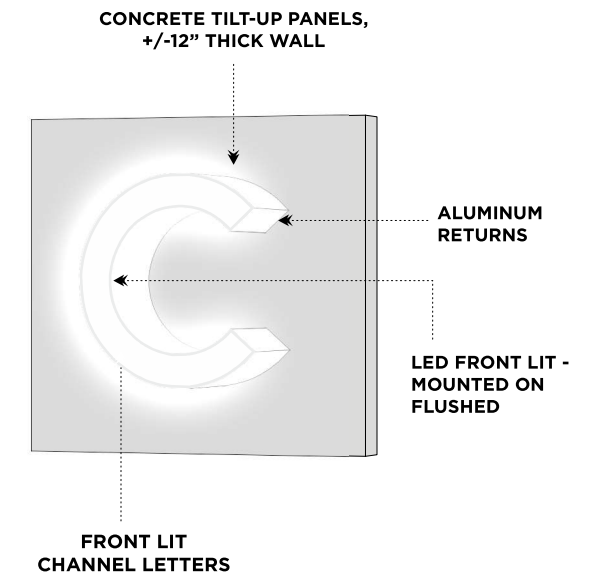 CONCRETE TILT-UP PANELS,
+/-12” THICK WALL
ALUMINUM
RETURNS
LED FRONT LIT -
MOUNTED ON
FLUSHED
FRONT LIT
CHANNEL LETTERS